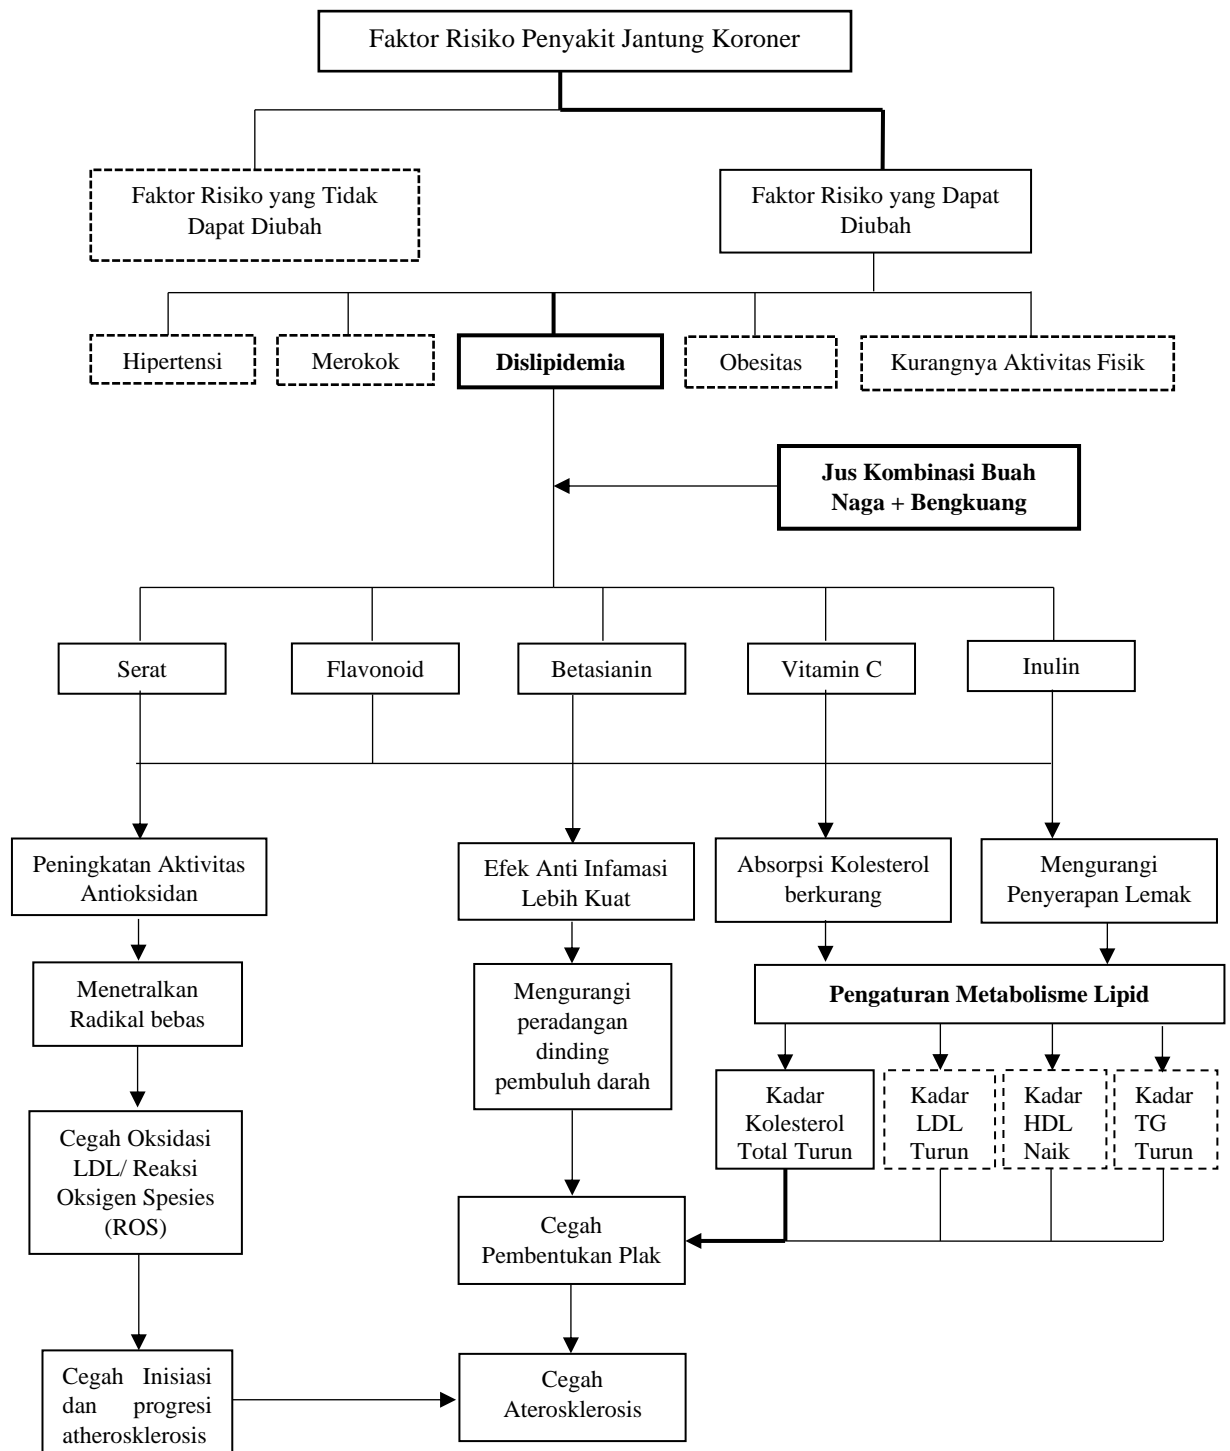 Faktor Risiko Penyakit Jantung Koroner
Faktor Risiko yang Tidak
Dapat Diubah
Faktor Risiko yang Dapat
Diubah
Hipertensi
Merokok
Dislipidemia
Obesitas
Kurangnya Aktivitas Fisik
Jus Kombinasi Buah
Naga + Bengkuang
Serat
Flavonoid
Betasianin
Vitamin C
Inulin
Peningkatan Aktivitas
Antioksidan
Efek Anti Infamasi
Lebih Kuat
Absorpsi Kolesterol
berkurang
Mengurangi
Penyerapan Lemak
Menetralkan
Radikal bebas
Mengurangi
peradangan
dinding
pembuluh darah
Pengaturan Metabolisme Lipid
Kadar
Kolesterol
Total Turun
Kadar
LDL
Turun
Kadar
HDL
Naik
Kadar
TG
Turun
Cegah Oksidasi
LDL/ Reaksi
Oksigen Spesies
(ROS)
Cegah
Pembentukan Plak
Cegah Inisiasi
dan progresi
atherosklerosis
Cegah
Aterosklerosis